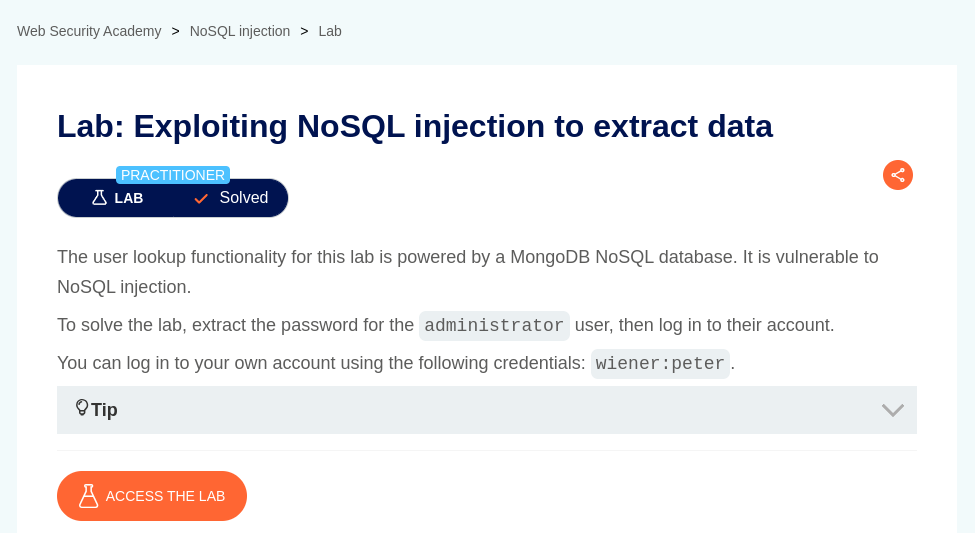 Web Security Academy > NoSQL injection > Lab
Lab: Exploiting NoSQL injection to extract data
PRACTITIONER
LAB Solved
The user lookup functionality for this lab is powered by a MongoDB NoSQL database. It is vulnerable to
NoSQL injection.
To solve the lab, extract the password for the administrator user, then log in to their account.
You can log in to your own account using the following credentials: wiener:peter.
Tip
ACCESS THE LAB